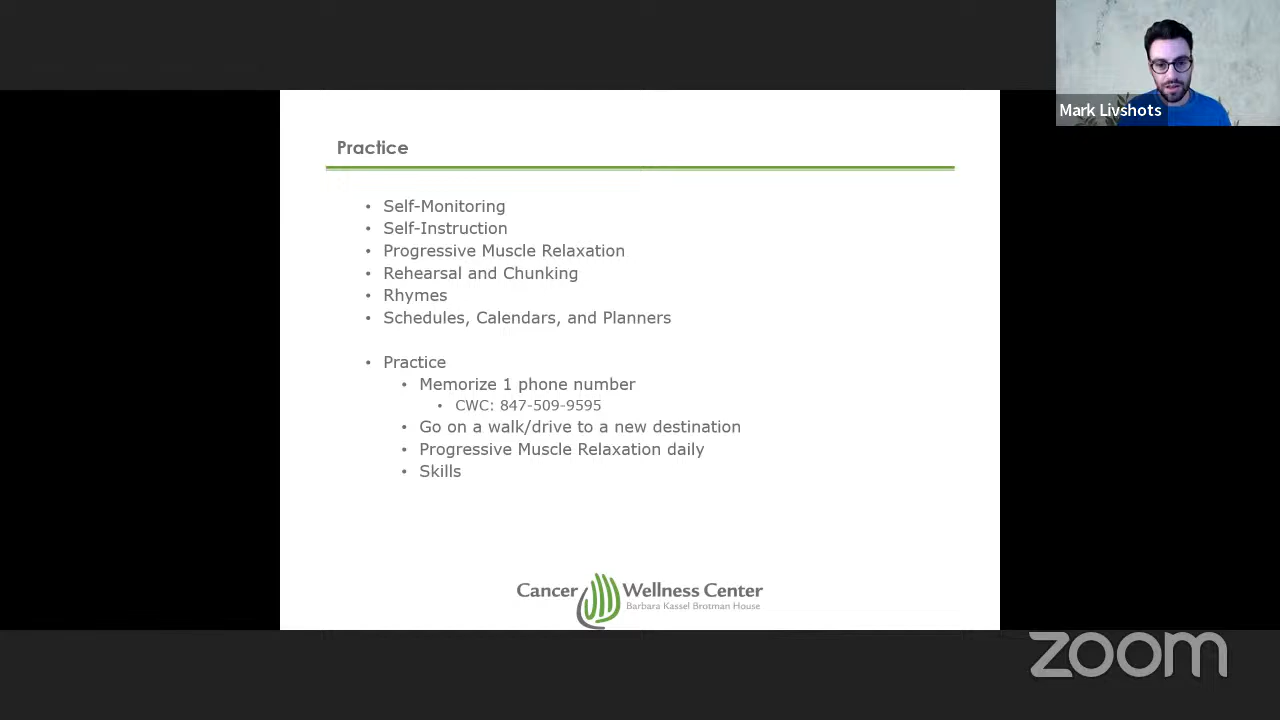 Mark Livshots
Practice
• Self-Monitoring
• Self-Instruction
• Progressive Muscle Relaxation
• Rehearsal and Chunking
• Rhymes
• Schedules, Calendars, and Planners
• Practice
• Memorize 1 phone number
• CWC: 847-509-9595
• Go on a walk/drive to a new destination
• Progressive Muscle Relaxation daily
• Skills
Cancer Wellness Center
Barbara Kassel Brotman House
zoom